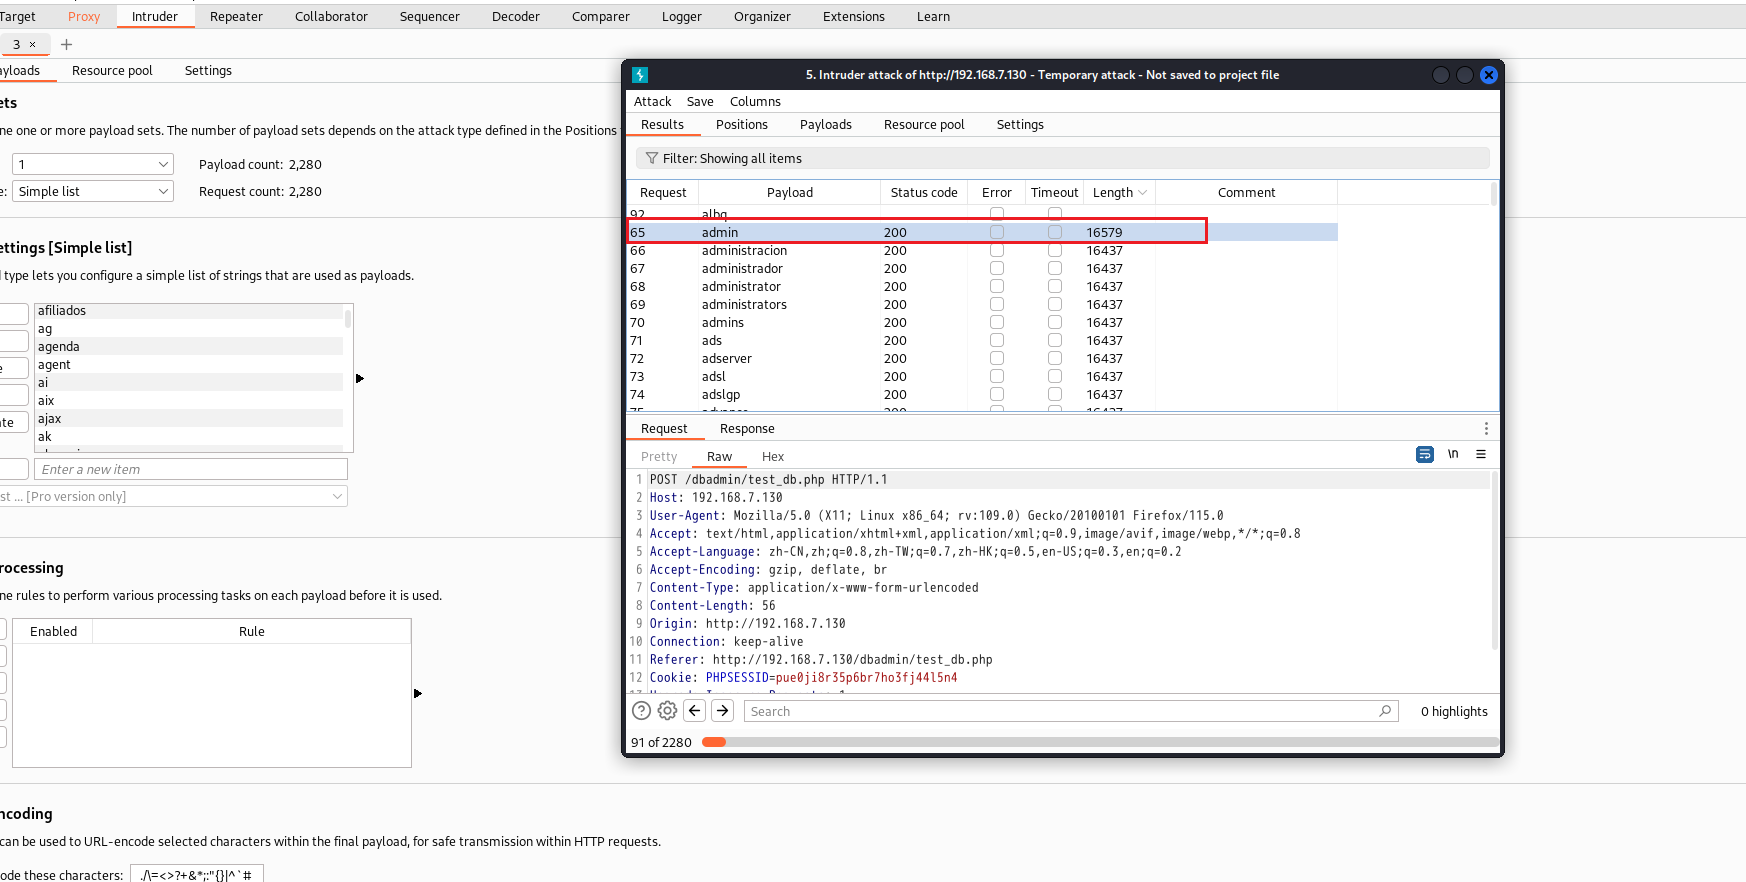 Target Proxy Intruder Repeater Collaborator Sequencer Decoder Comparer Logger Organizer Extensions Learn
3 × +
ayloads Resource pool Settings
ets
ne one or more payload sets. The number of payload sets depends on the attack type defined in the Positions
1 Payload count: 2,280
e: Simple list Request count: 2,280
ettings [Simple list]
d type lets you configure a simple list of strings that are used as payloads.
afiliados
ag
agenda
agent
e
ai
aix
ajax
ate
ak
Enter a new item
st ... [Pro version only]
rocessing
ne rules to perform various processing tasks on each payload before it is used.
Enabled Rule
ncoding
can be used to URL-encode selected characters within the final payload, for safe transmission within HTTP requests.
ode these characters: ./\=<>?+&*;:"{}|^`#
5. Intruder attack of http://192.168.7.130 - Temporary attack - Not saved to project file
Attack Save Columns
Results Positions Payloads Resource pool Settings
Filter: Showing all items
Request Payload Status code Error Timeout Length Comment
92 albq
65 admin 200 16579
66 administracion 200 16437
67 administrador 200 16437
68 administrator 200 16437
69 administrators 200 16437
70 admins 200 16437
71 ads 200 16437
72 adserver 200 16437
73 adsl 200 16437
74 adslgp 200 16437
75 200 16437
Request Response
Pretty Raw Hex \n
1 POST /dbadmin/test_db.php HTTP/1.1
2 Host: 192.168.7.130
3 User-Agent: Mozilla/5.0 (X11; Linux x86_64; rv:109.0) Gecko/20100101 Firefox/115.0
4 Accept: text/html,application/xhtml+xml,application/xml;q=0.9,image/avif,image/webp,*/*;q=0.8
5 Accept-Language: zh-CN,zh;q=0.8,zh-TW;q=0.7,zh-HK;q=0.5,en-US;q=0.3,en;q=0.2
6 Accept-Encoding: gzip, deflate, br
7 Content-Type: application/x-www-form-urlencoded
8 Content-Length: 56
9 Origin: http://192.168.7.130
10 Connection: keep-alive
11 Referer: http://192.168.7.130/dbadmin/test_db.php
12 Cookie: PHPSESSID=pue0ji8r35p6br7ho3fj44l5n4
Search 0 highlights
91 of 2280